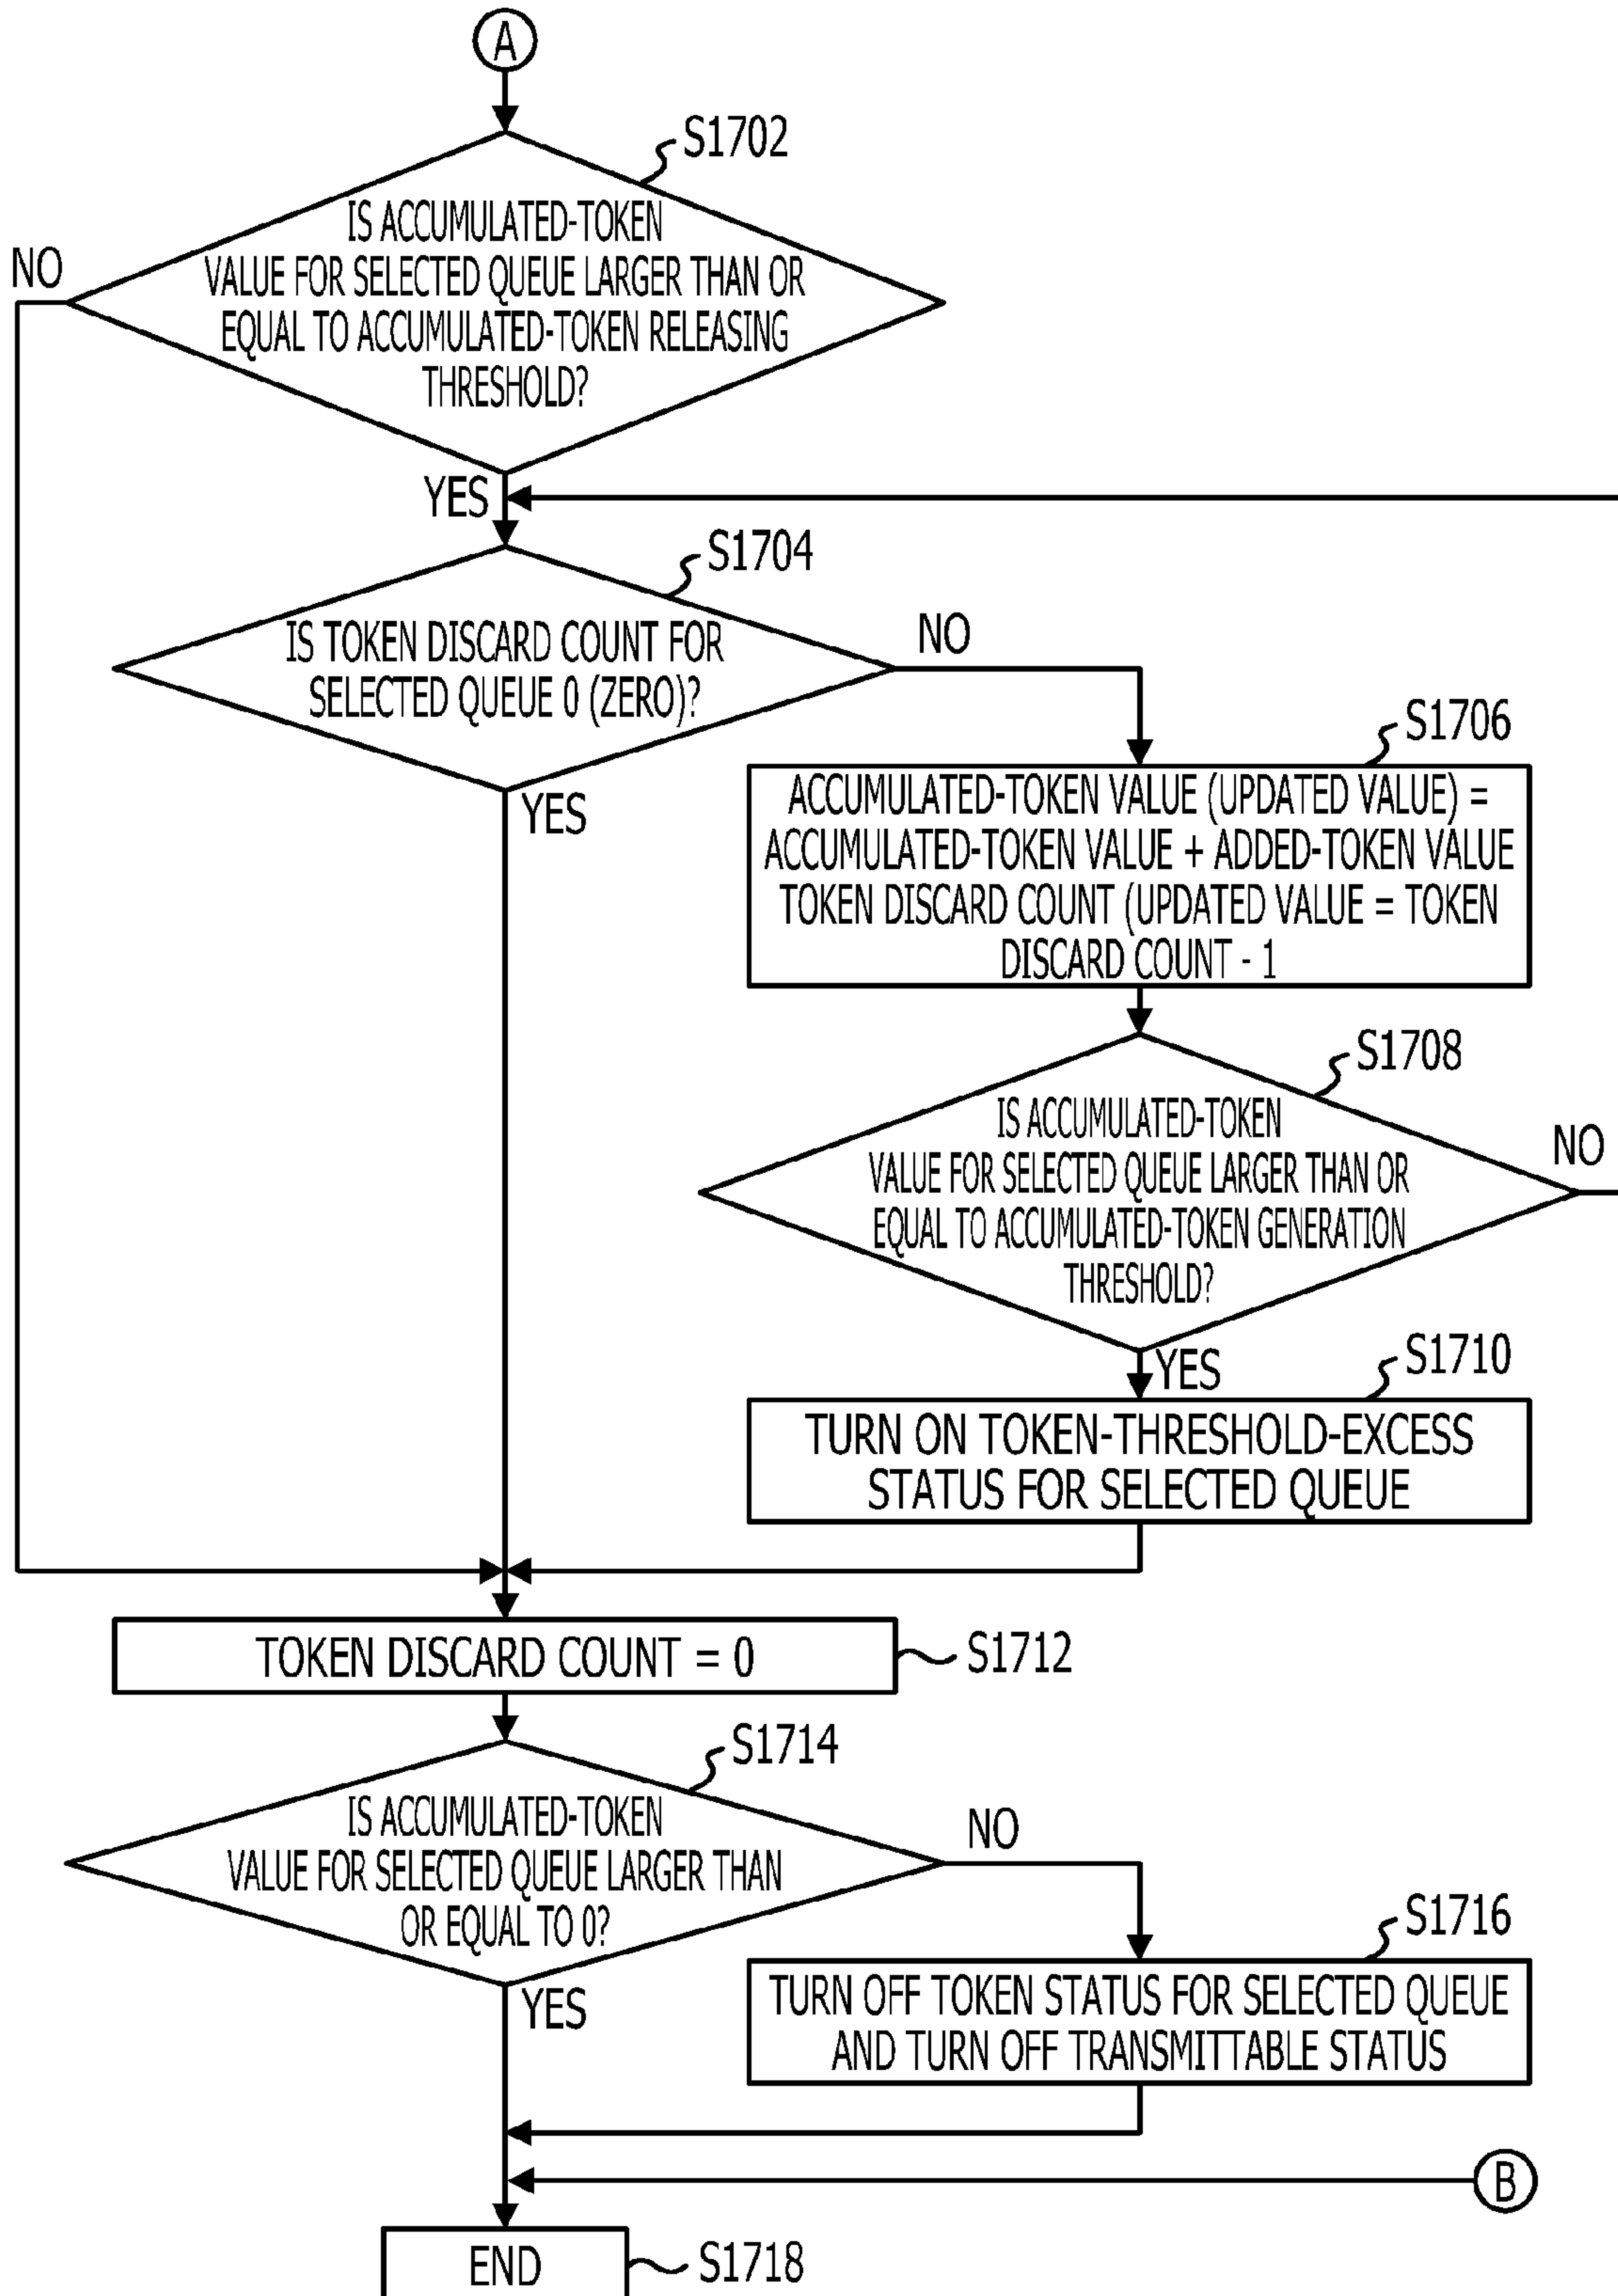 A
S1702
IS ACCUMULATED-TOKEN
VALUE FOR SELECTED QUEUE LARGER THAN OR
EQUAL TO ACCUMULATED-TOKEN RELEASING
THRESHOLD?
NO
YES
S1704
IS TOKEN DISCARD COUNT FOR
SELECTED QUEUE 0 (ZERO)?
NO
YES
S1706
ACCUMULATED-TOKEN VALUE (UPDATED VALUE) =
ACCUMULATED-TOKEN VALUE + ADDED-TOKEN VALUE
TOKEN DISCARD COUNT (UPDATED VALUE = TOKEN
DISCARD COUNT - 1
S1708
IS ACCUMULATED-TOKEN
VALUE FOR SELECTED QUEUE LARGER THAN OR
EQUAL TO ACCUMULATED-TOKEN GENERATION
THRESHOLD?
NO
YES
S1710
TURN ON TOKEN-THRESHOLD-EXCESS
STATUS FOR SELECTED QUEUE
TOKEN DISCARD COUNT = 0
S1712
S1714
IS ACCUMULATED-TOKEN
VALUE FOR SELECTED QUEUE LARGER THAN
OR EQUAL TO 0?
NO
YES
S1716
TURN OFF TOKEN STATUS FOR SELECTED QUEUE
AND TURN OFF TRANSMITTABLE STATUS
B
END
S1718